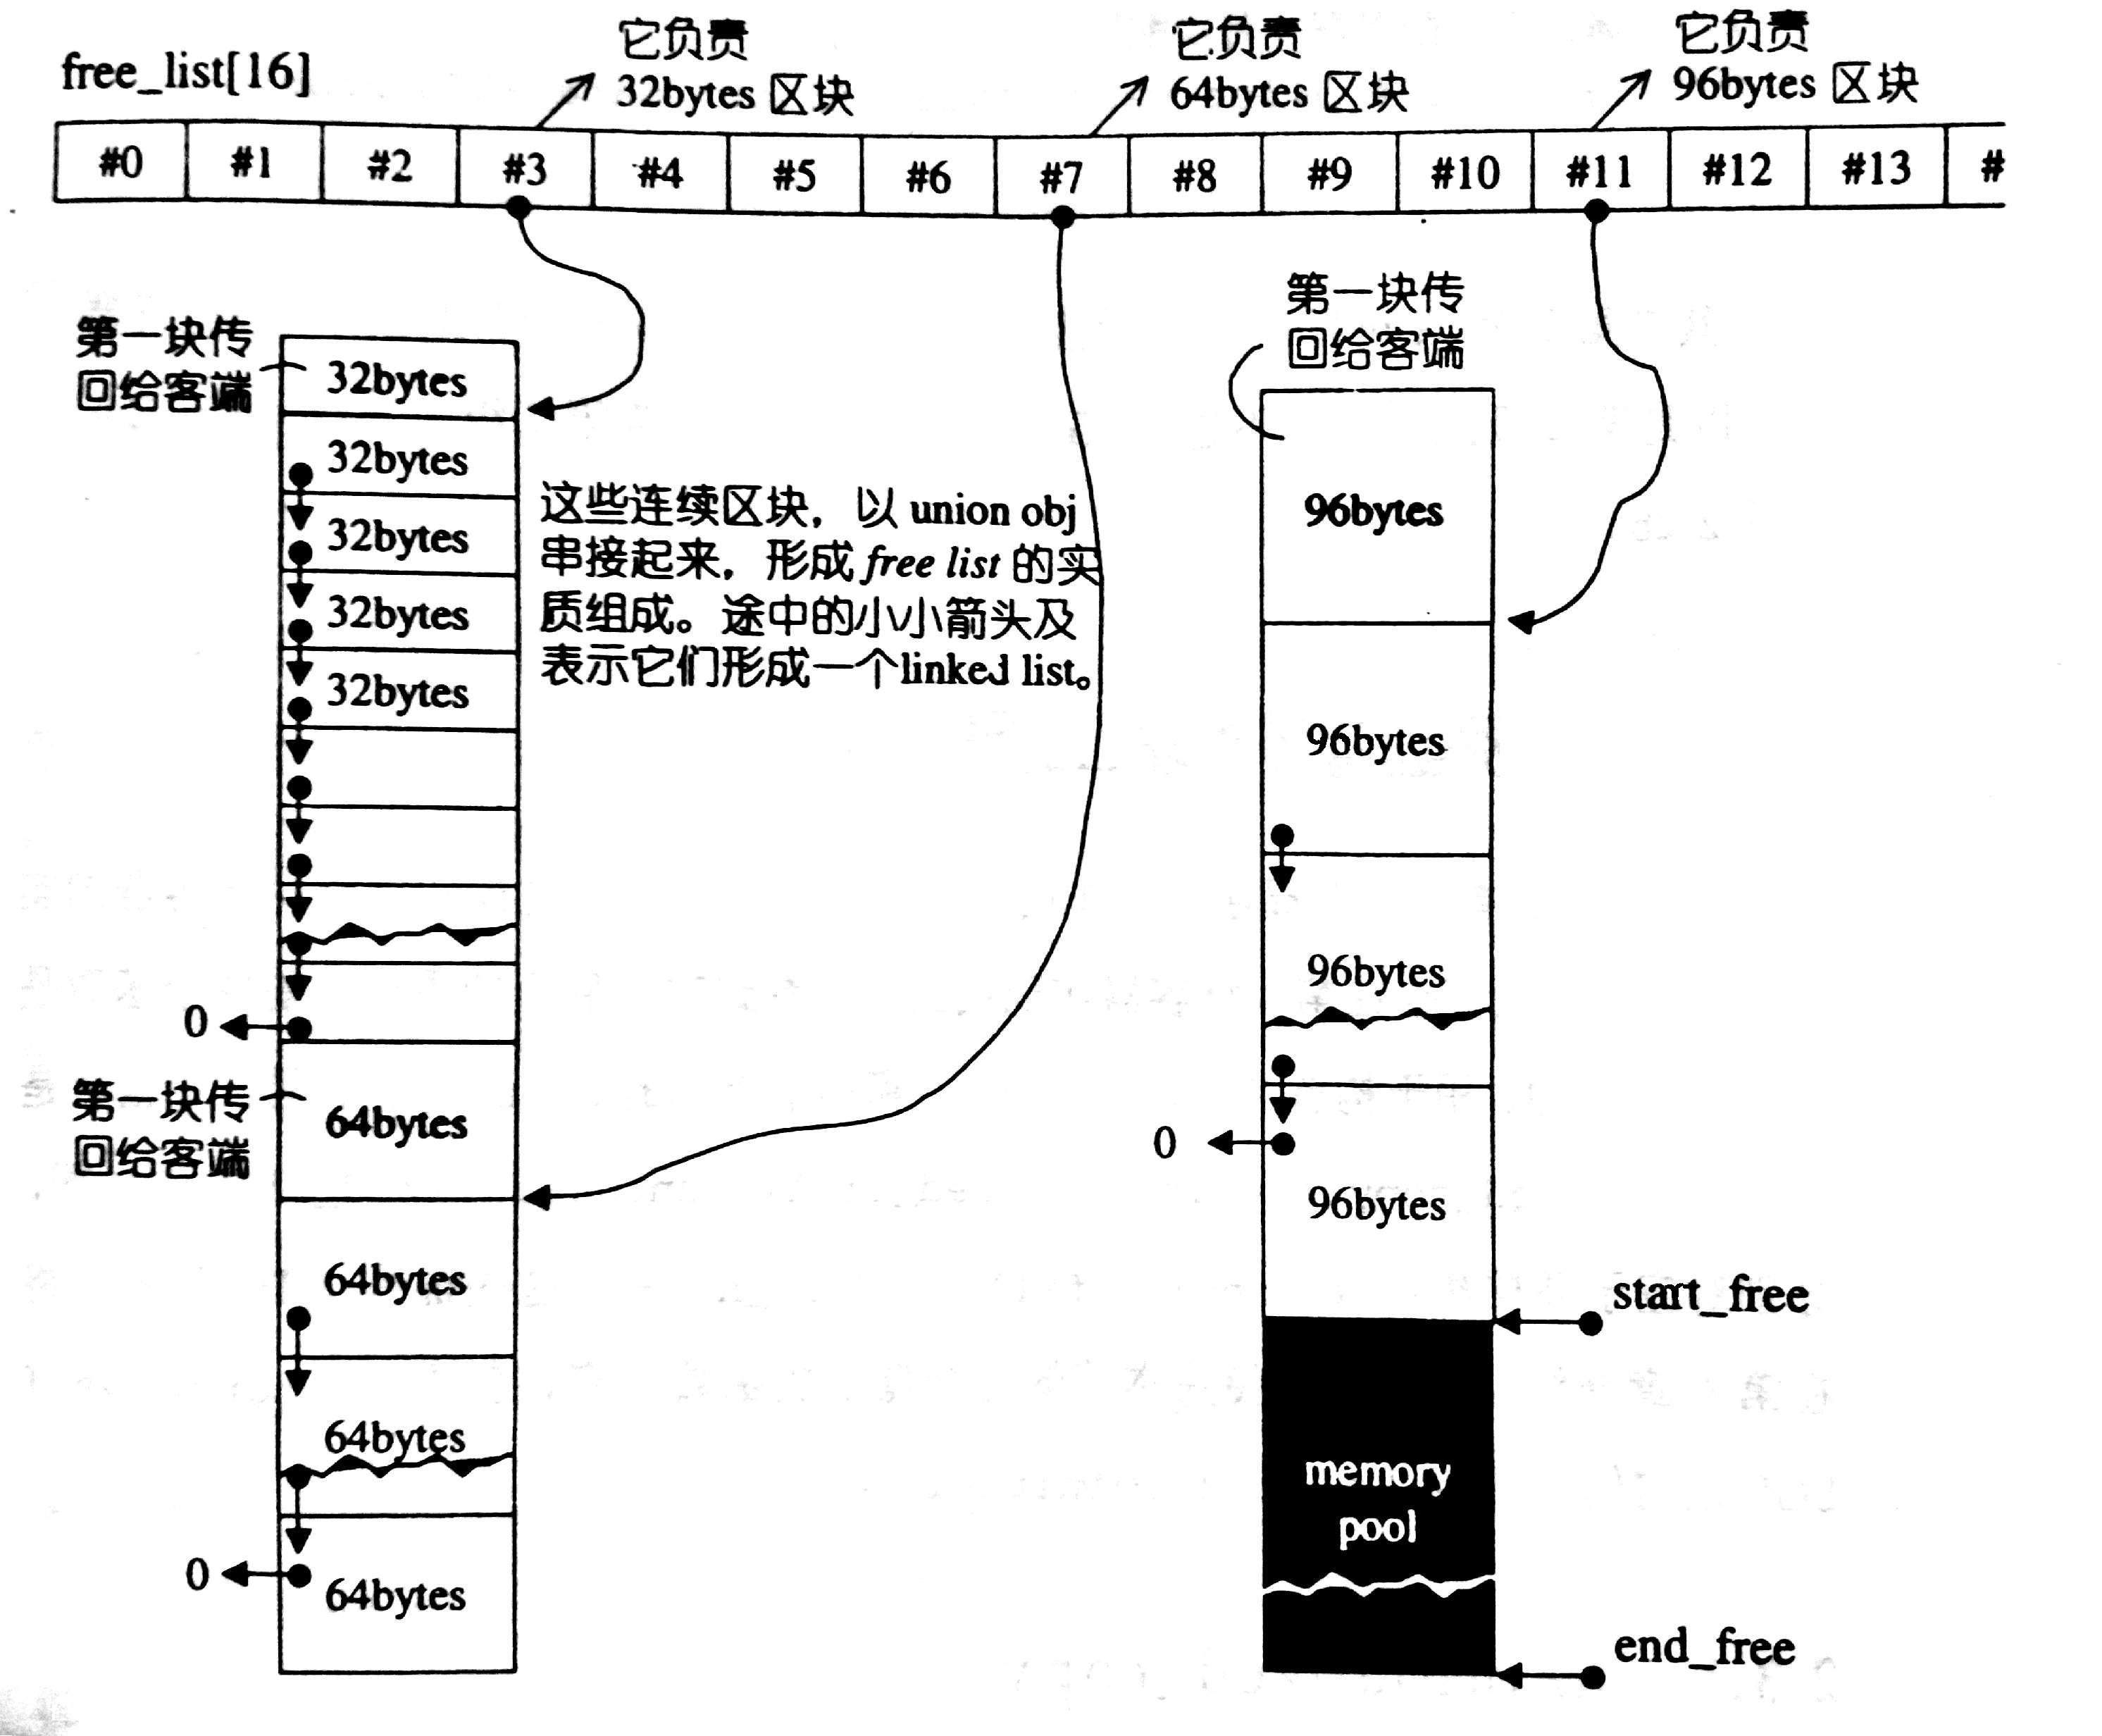 free_list[16]
它负责
32bytes 区块
它负责
64bytes 区块
它负责
96bytes 区块
#0 #1 #2 #3 #4 #5 #6 #7 #8 #9 #10 #11 #12 #13 #
第一块传
回给客端
32bytes
32bytes
32bytes
32bytes
32bytes
这些连续区块，以 union obj
串接起来，形成 free list 的实
质组成。途中的小小箭头及
表示它们形成一个linked list。
0
第一块传
回给客端
64bytes
64bytes
64bytes
0
64bytes
第一块传
回给客端
96bytes
96bytes
96bytes
0
96bytes
start_free
memory
pool
end_free